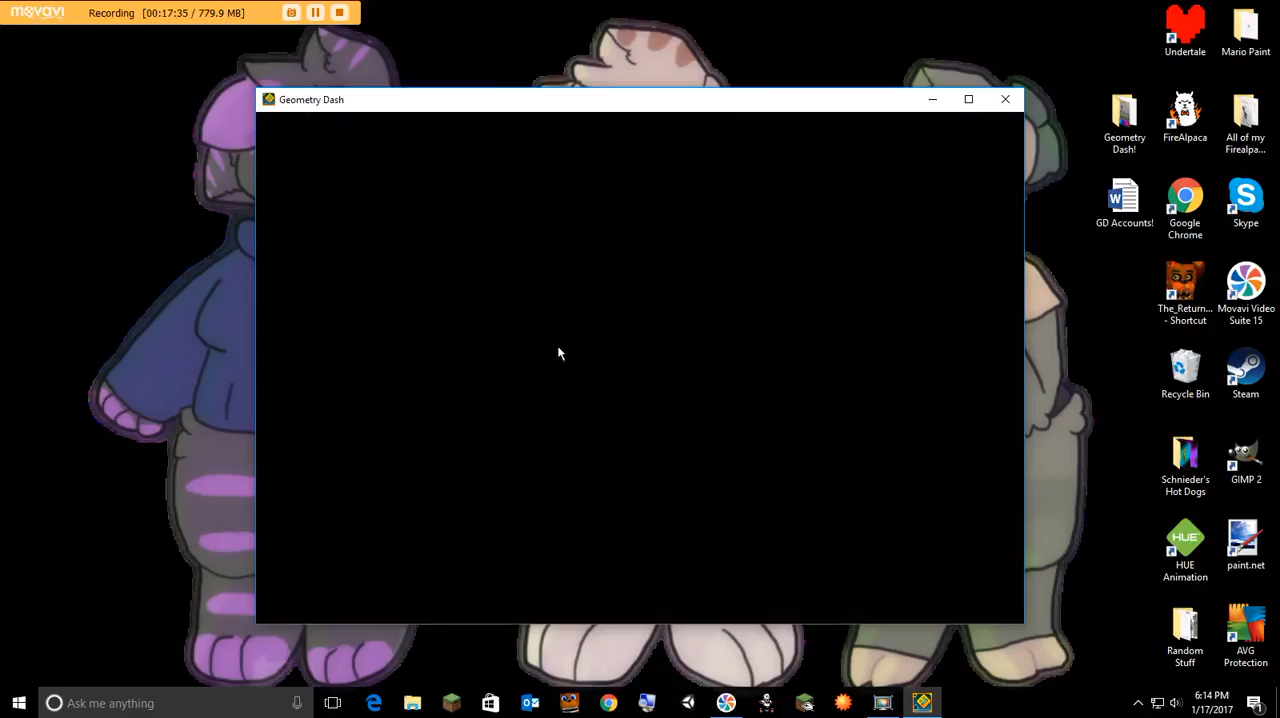 movavi Recording [00:17:35 / 779.9 MB]
Geometry Dash
Undertale
Mario Paint
Geometry Dash!
FireAlpaca
All of my Firealpa...
GD Accounts!
Google Chrome
Skype
The_Return... - Shortcut
Movavi Video Suite 15
Recycle Bin
Steam
Schnieder's Hot Dogs
GIMP 2
HUE
HUE Animation
paint.net
Random Stuff
AVG Protection
Ask me anything
6:14 PM
1/17/2017
1